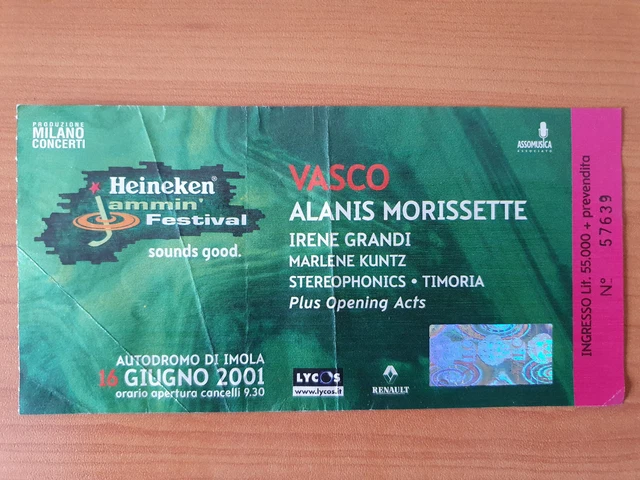 PRODUZIONE
MILANO
CONCERTI
ASSOMUSICA
ASSOCIATO
Heineken®
Jammin'
Festival
sounds good.
VASCO
ALANIS MORISSETTE
IRENE GRANDI
MARLENE KUNTZ
STEREOPHONICS • TIMORIA
Plus Opening Acts
AUTODROMO DI IMOLA
16 GIUGNO 2001
orario apertura cancelli 9.30
LYCOS
www.lycos.it
RENAULT
INGRESSO Lit. 55.000 + prevendita
N° 57639